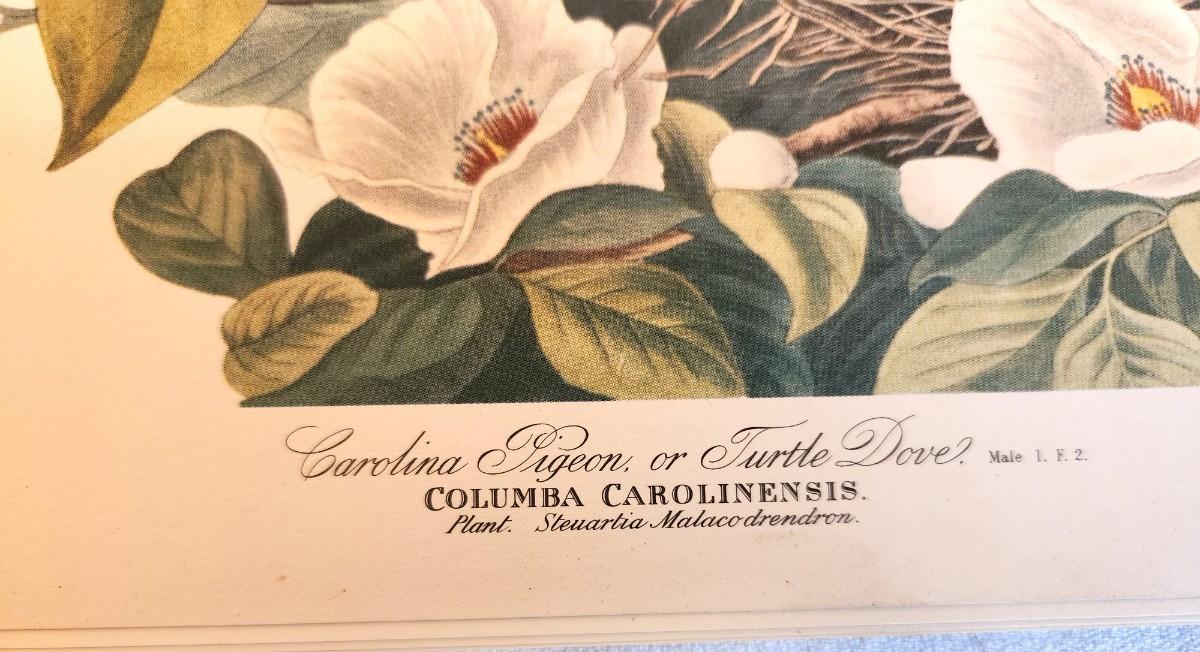 Carolina Pigeon, or Turtle Dove. Male 1. F. 2.
COLUMBA CAROLINENSIS.
Plant. Steuartia Malacodrendron.